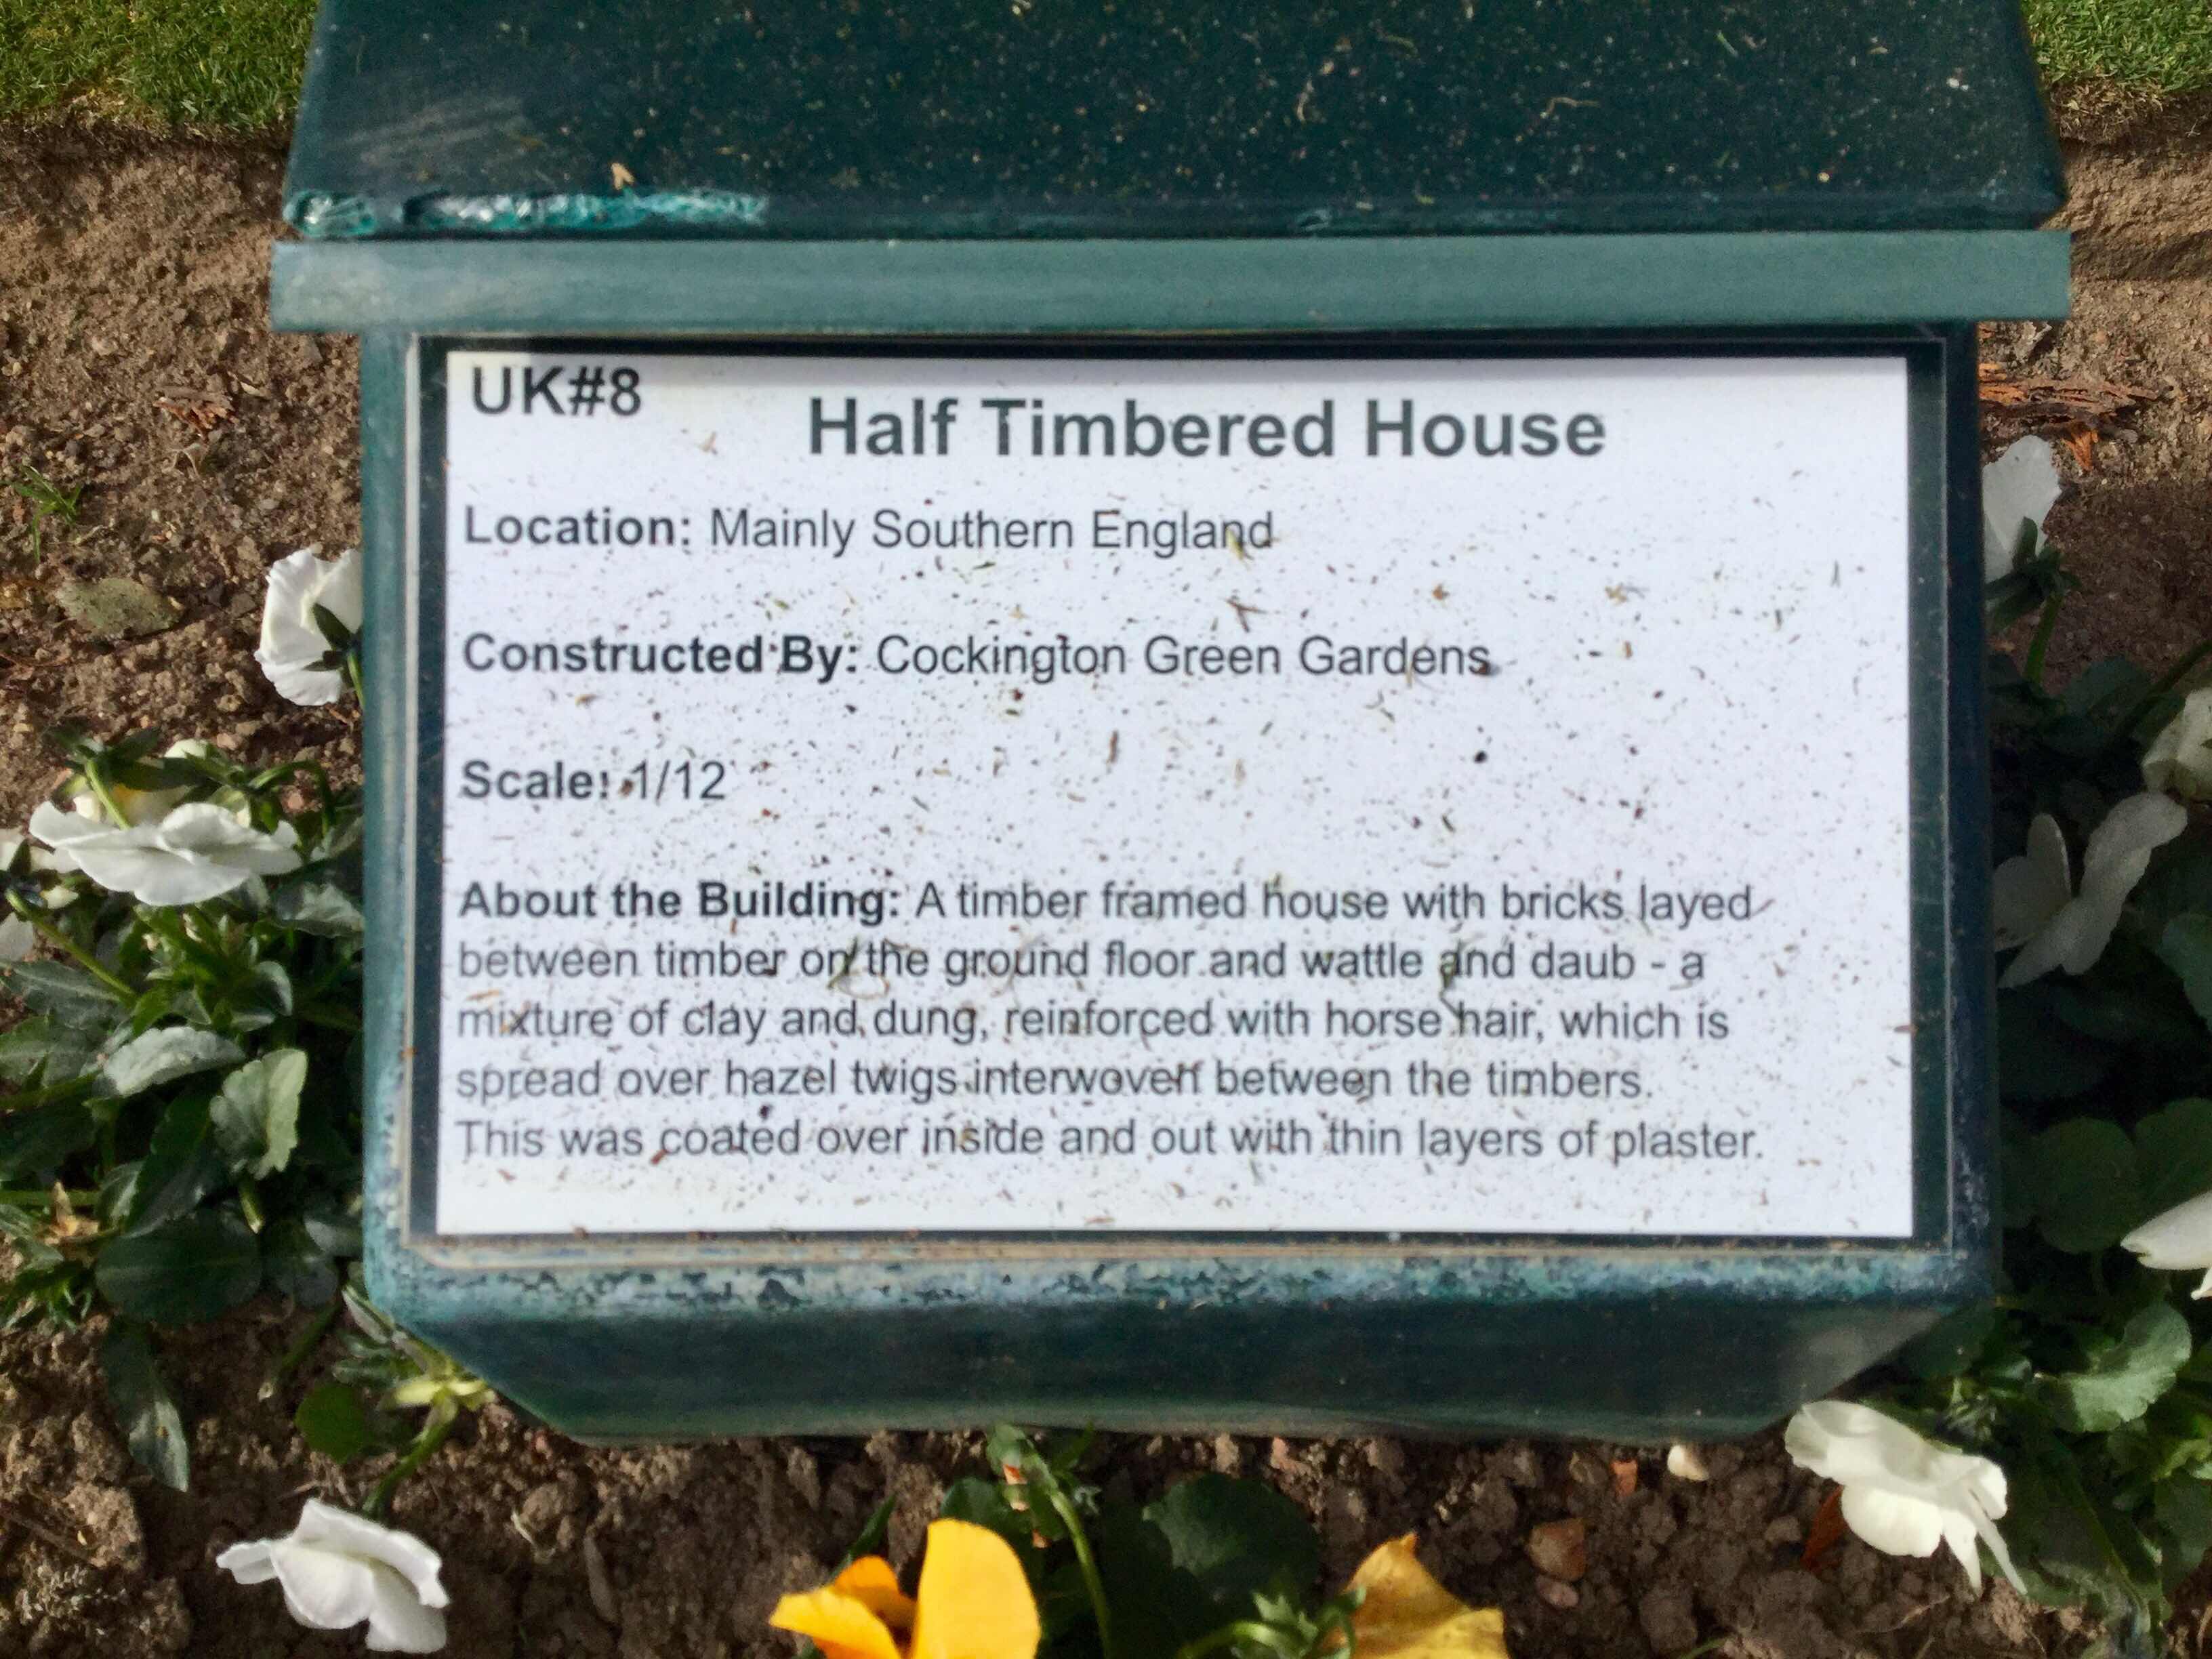 UK#8
Half Timbered House
Location: Mainly Southern England
Constructed By: Cockington Green Gardens
Scale: 1/12
About the Building: A timber framed house with bricks layed
between timber on the ground floor and wattle and daub - a
mixture of clay and dung, reinforced with horse hair, which is
spread over hazel twigs interwoven between the timbers.
This was coated over inside and out with thin layers of plaster.